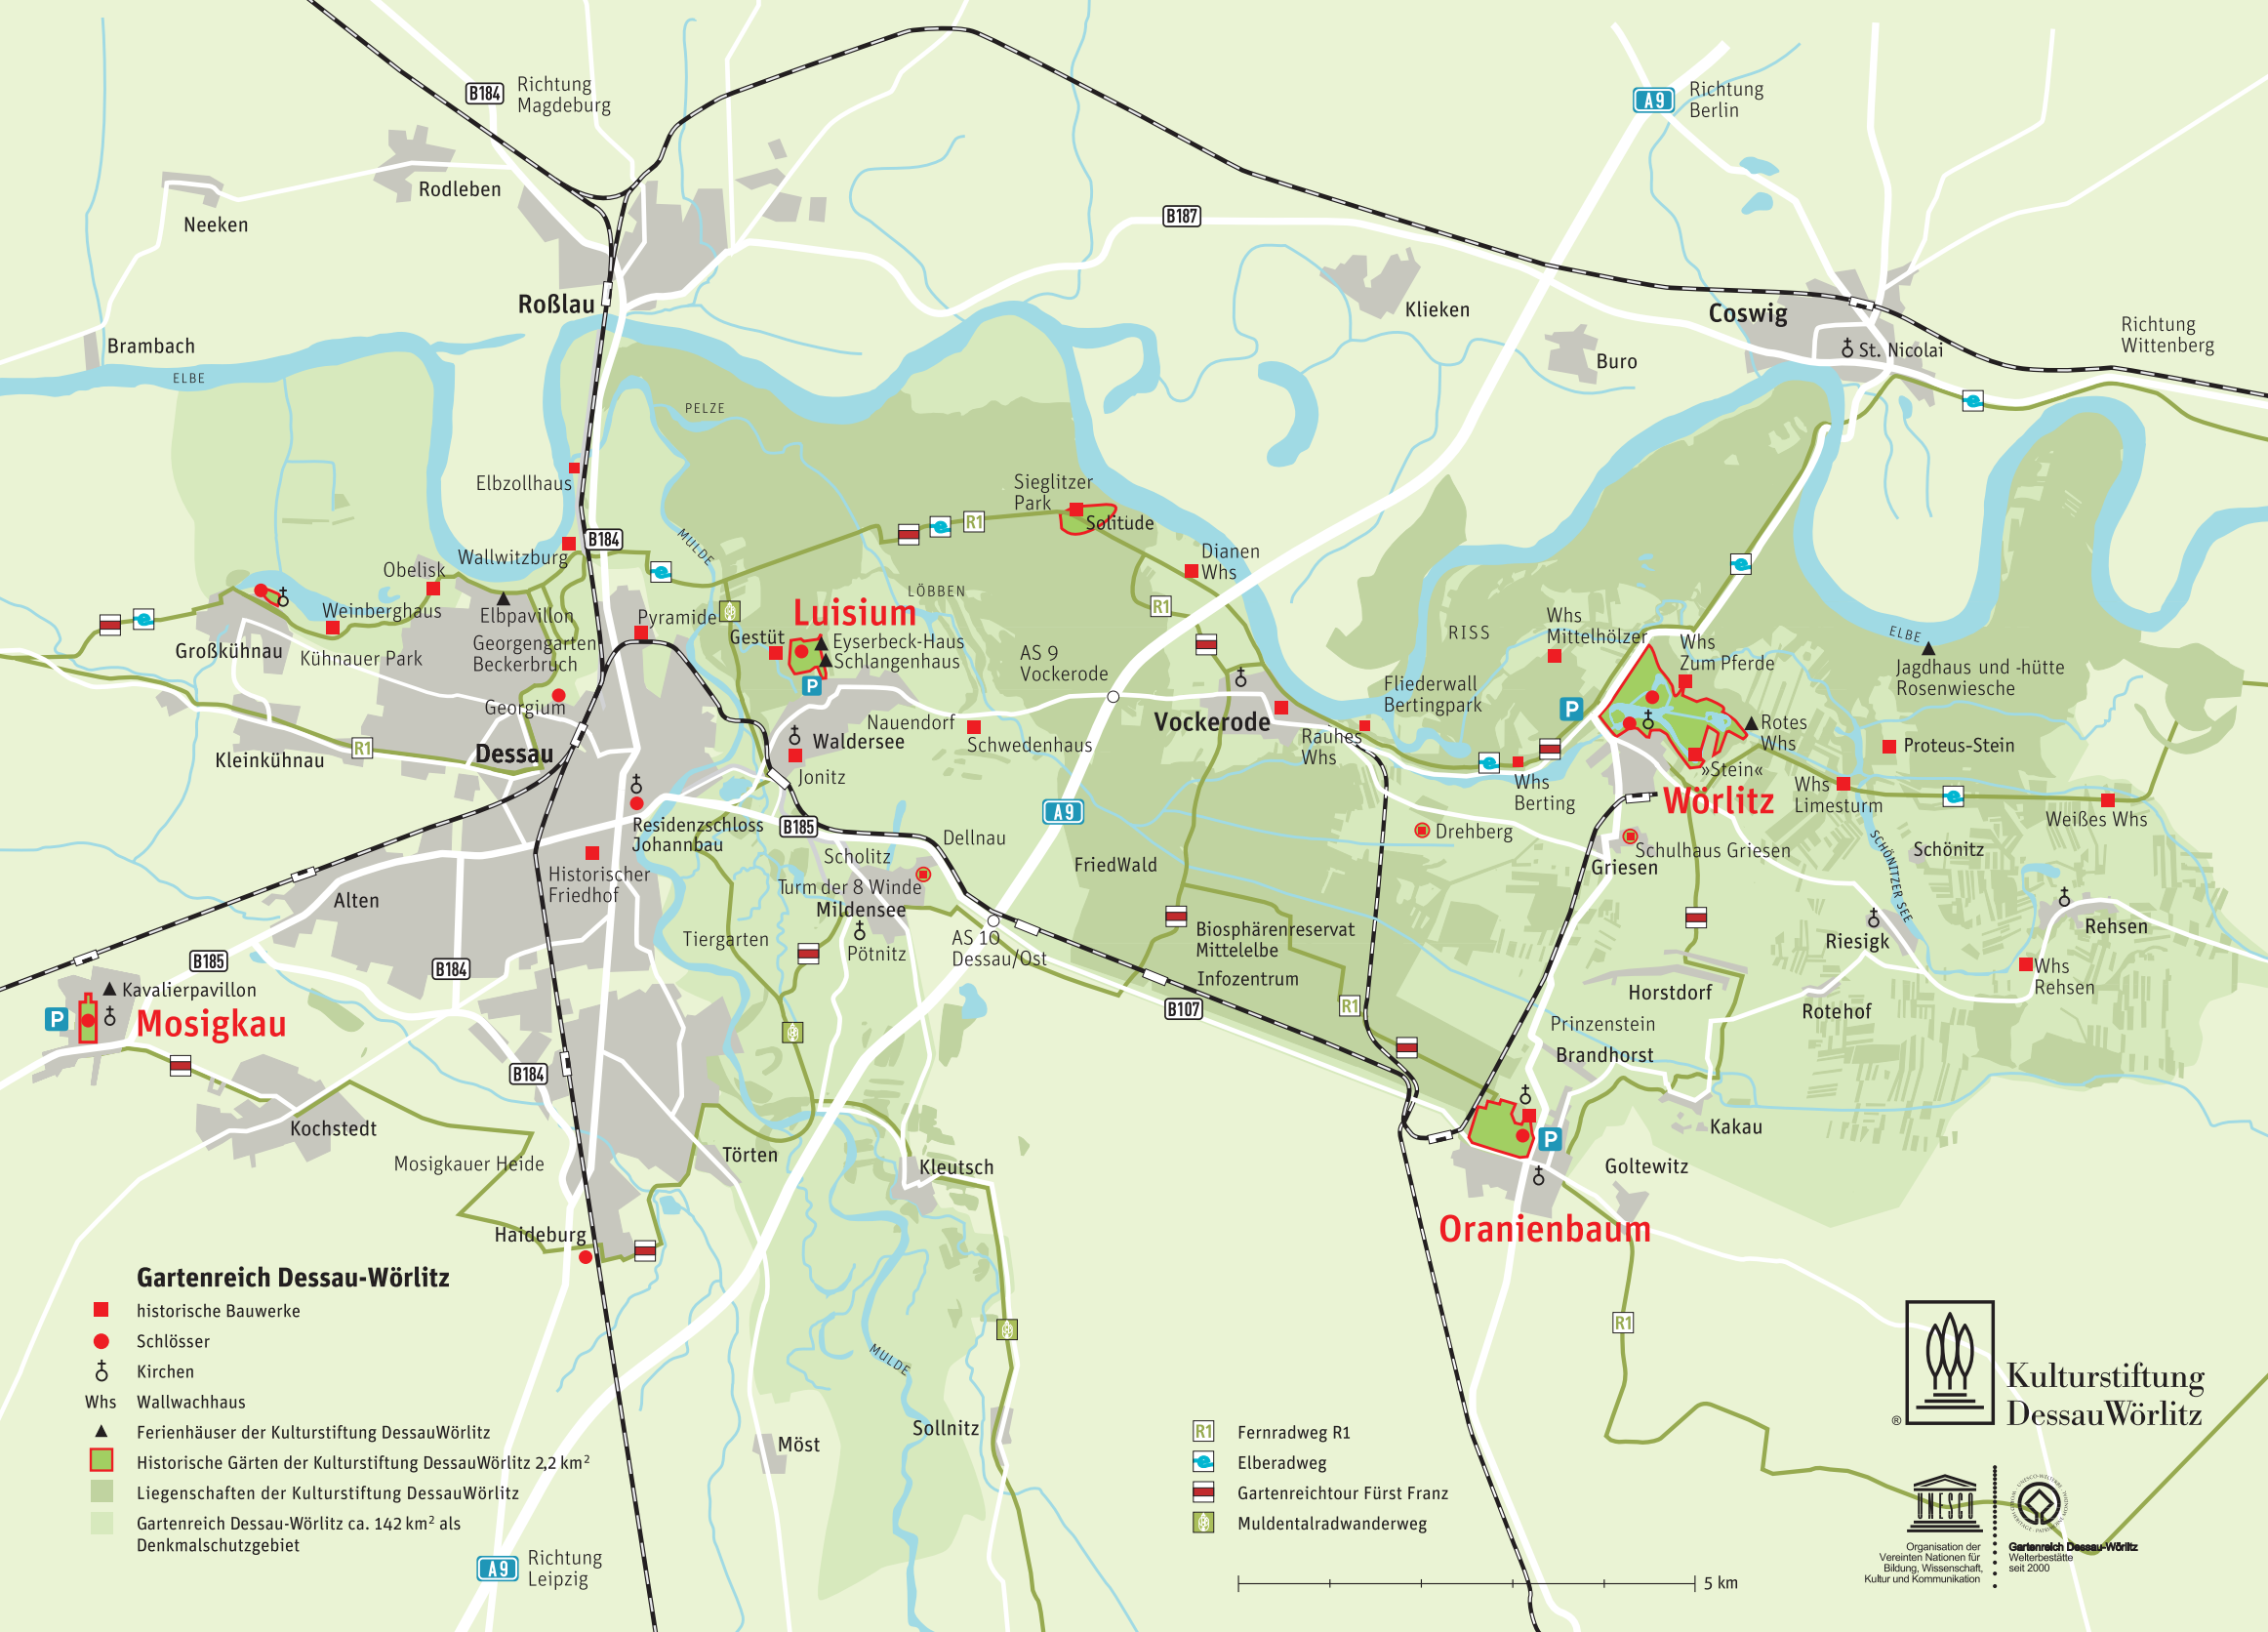 B184
Richtung
Magdeburg
A9
Richtung
Berlin
Rodleben
Neeken
B187
Roßlau
Klieken
Coswig
Richtung
Wittenberg
Brambach
ELBE
St. Nicolai
Buro
PELZE
Elbzollhaus
Sieglitzer
Park
Solitude
R1
B184
MULDE
Wallwitzburg
Dianen
Whs
Obelisk
LÖBBEN
Weinberghaus
Elbpavillon
Pyramide
Luisium
R1
Whs
Mittelhölzer
RISS
ELBE
Georgengarten
Beckerbruch
Gestüt
Eyserbeck-Haus
Schlangenhaus
Großkühnau
Kühnauer Park
AS 9
Vockerode
Whs
Zum Pferde
Jagdhaus und -hütte
Rosenwiesche
P
Fliederwall
Bertingpark
P
Georgium
Nauendorf
Vockerode
Rotes
Whs
Dessau
Waldersee
Schwedenhaus
Rauhes
Whs
Proteus-Stein
R1
Kleinkühnau
Jonitz
»Stein«
Whs
Berting
Wörlitz
Whs
Limesturm
A9
Weißes Whs
Residenzschloss
Johannbau
B185
Dellnau
Drehberg
Schulhaus Griesen
SCHÖNITZER SEE
Schönitz
Scholitz
FriedWald
Griesen
Historischer
Friedhof
Turm der 8 Winde
Mildensee
Alten
Tiergarten
Pötnitz
AS 10
Dessau/Ost
Biosphärenreservat
Mittelelbe
Infozentrum
Riesigk
Rehsen
B185
B184
Whs
Rehsen
Kavalierpavillon
P
Mosigkau
B107
R1
Horstdorf
Rotehof
Prinzenstein
Brandhorst
B184
Kochstedt
Kakau
P
Mosigkauer Heide
Törten
Kleutsch
Goltewitz
Oranienbaum
Haideburg
R1
MULDE
Sollnitz
Möst
Gartenreich Dessau-Wörlitz
historische Bauwerke
Schlösser
Kirchen
Whs Wallwachhaus
Ferienhäuser der Kulturstiftung DessauWörlitz
Historische Gärten der Kulturstiftung DessauWörlitz 2,2 km²
Liegenschaften der Kulturstiftung DessauWörlitz
Gartenreich Dessau-Wörlitz ca. 142 km² als
Denkmalschutzgebiet
A9
Richtung
Leipzig
R1 Fernradweg R1
Elberadweg
Gartenreichtour Fürst Franz
Muldentalradwanderweg
5 km
®
Kulturstiftung
DessauWörlitz
UNESCO
Organisation der
Vereinten Nationen für
Bildung, Wissenschaft,
Kultur und Kommunikation
Gartenreich Dessau-Wörlitz
Welterbestätte
seit 2000